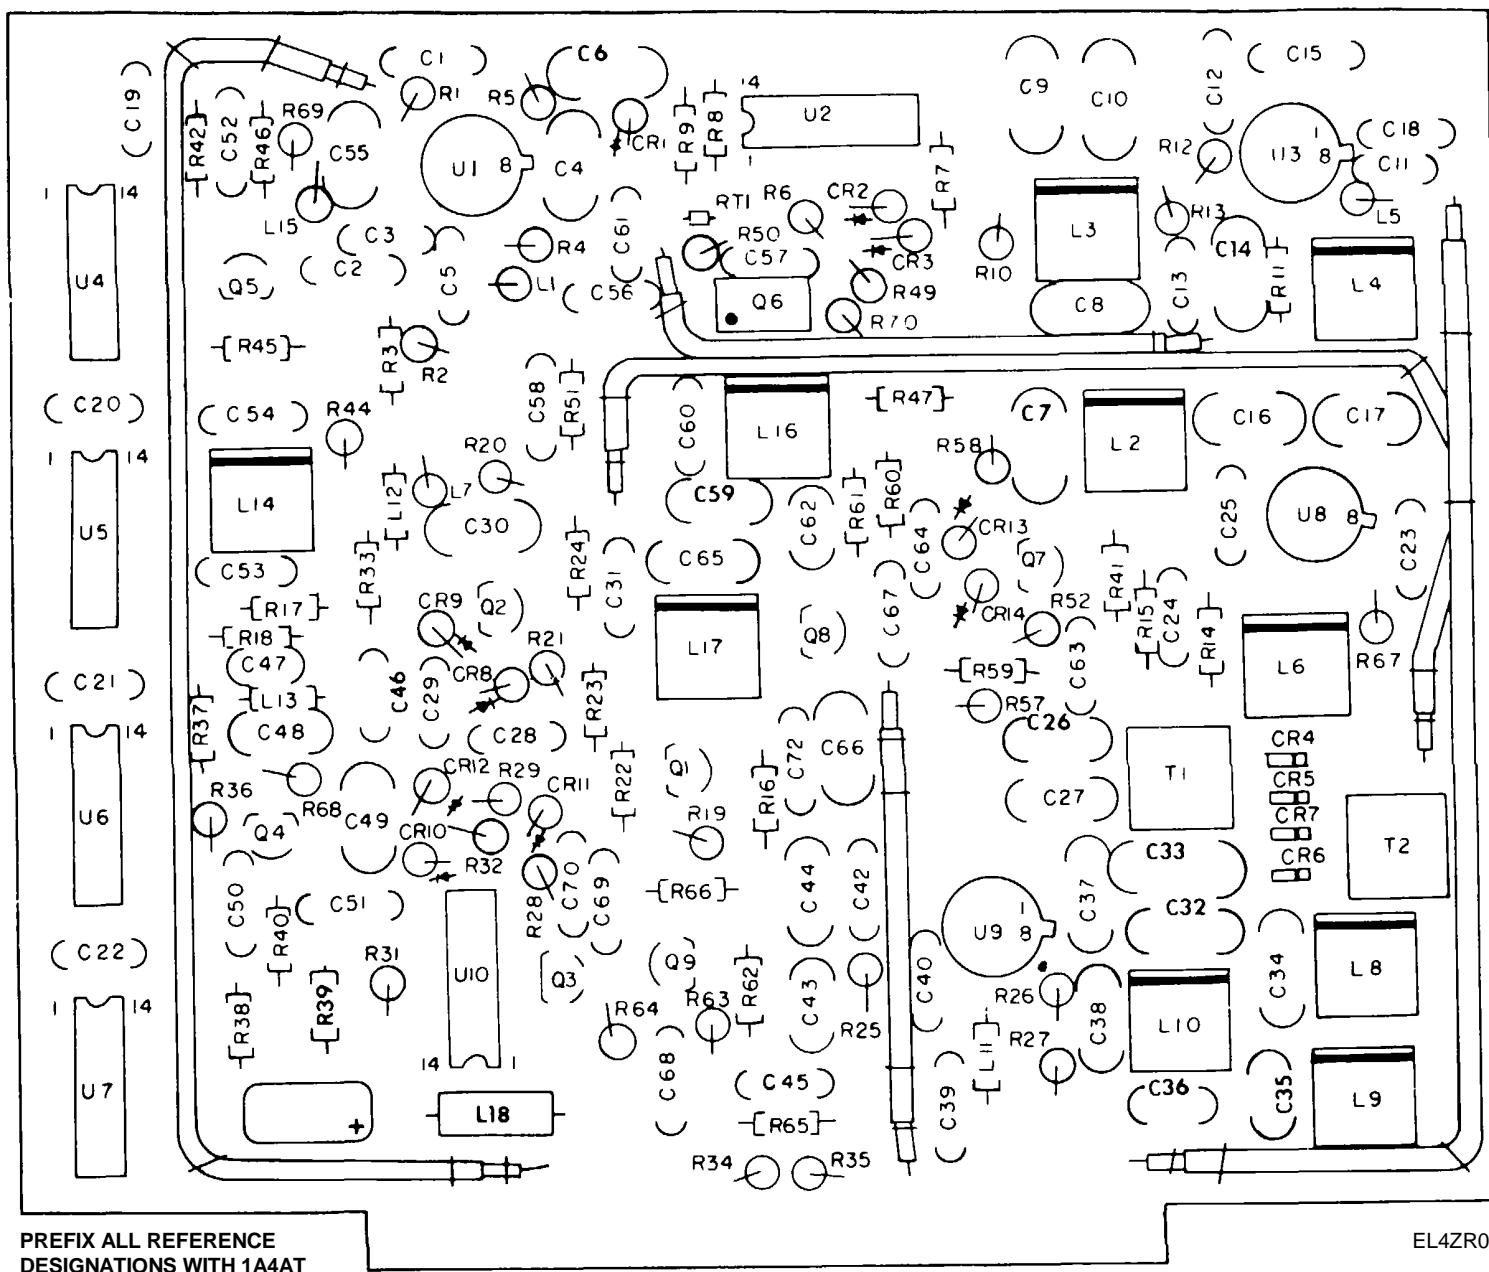 C1
C6
C19
R42
C52
R46
R69
C55
R1
R5
U1 8
C4
CR1
R9
R8
14
U2
1
C9
C10
C12
C15
R12
1
U3 8
C18
C11
1 14
U4
L15
C3
C2
Q5
C5
R4
L1
C61
C56
RT1
R50
C57
Q6
R6
CR2
CR3
R49
R70
R7
R10
L3
C8
R13
C13
C14
R11
L5
L4
R45
R3
R2
C20
C54
R44
C58
R51
C60
L16
R47
C7
L2
C16
C17
1 14
U5
L14
L12
L7
R20
C30
C59
C62
R61
R60
R58
C64
CR13
C25
U8 8
C23
C53
R33
R24
C31
C65
Q7
R41
R17
R18
CR9
Q2
L17
Q8
C67
CR14
R52
R15
C24
R14
L6
R67
C47
C21
L13
C46
C29
CR8
R21
R23
R59
R57
C63
C26
1 14
U6
R37
C48
C28
C72
C66
T1
CR4
CR5
CR7
CR6
T2
R36
R68
Q4
C49
CR12
CR10
R29
CR11
R32
R22
Q1
R19
R16
C27
C33
C32
C50
C51
R40
R28
C70
C69
R66
C44
C42
U9 8
1
C37
C22
R31
U10
Q3
Q9
R62
C43
R25
C40
R26
C38
L10
C34
L8
1 14
U7
R38
R39
14 1
R64
R63
C68
C45
C39
L11
R27
C36
C35
L9
+
L18
R65
R34
R35
PREFIX ALL REFERENCE
DESIGNATIONS WITH 1A4AT
EL4ZR0